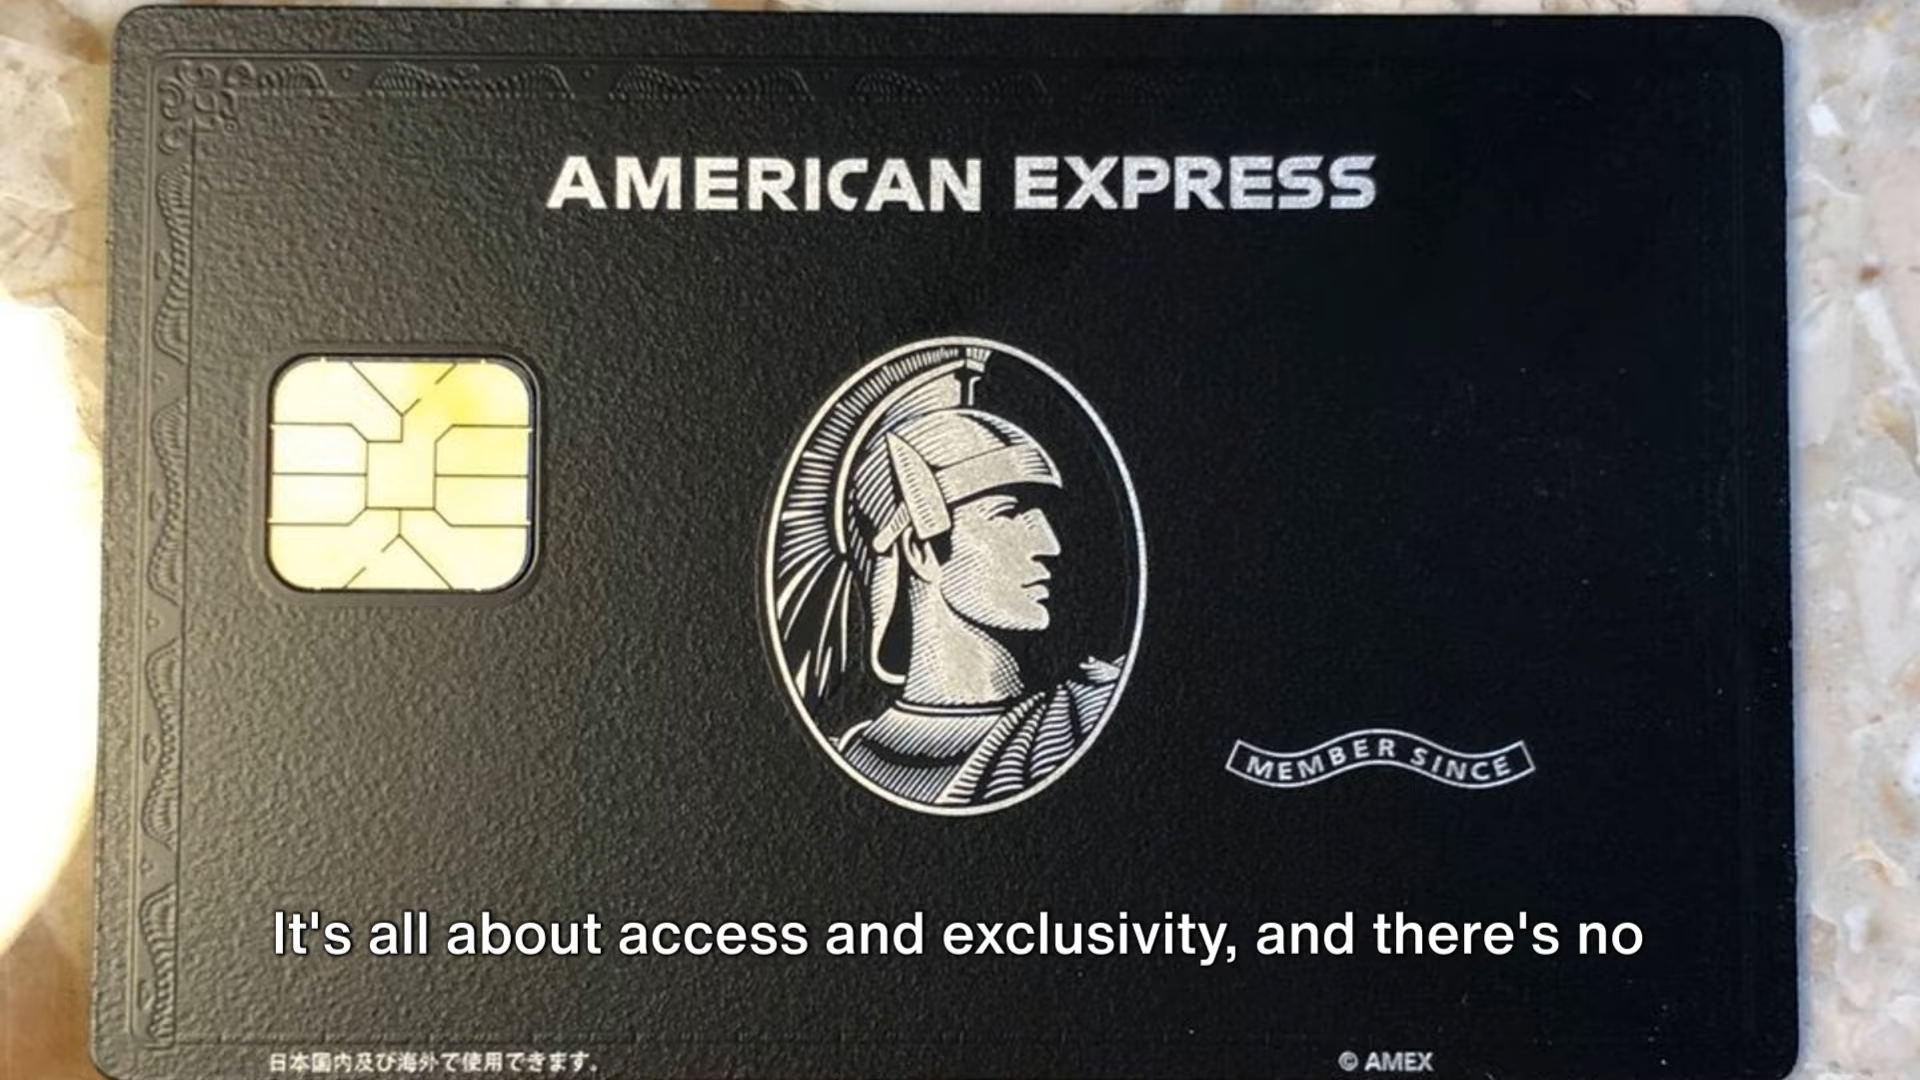 AMERICAN EXPRESS
MEMBER SINCE
It's all about access and exclusivity, and there's no
日本国内及び海外で使用できます。
© AMEX